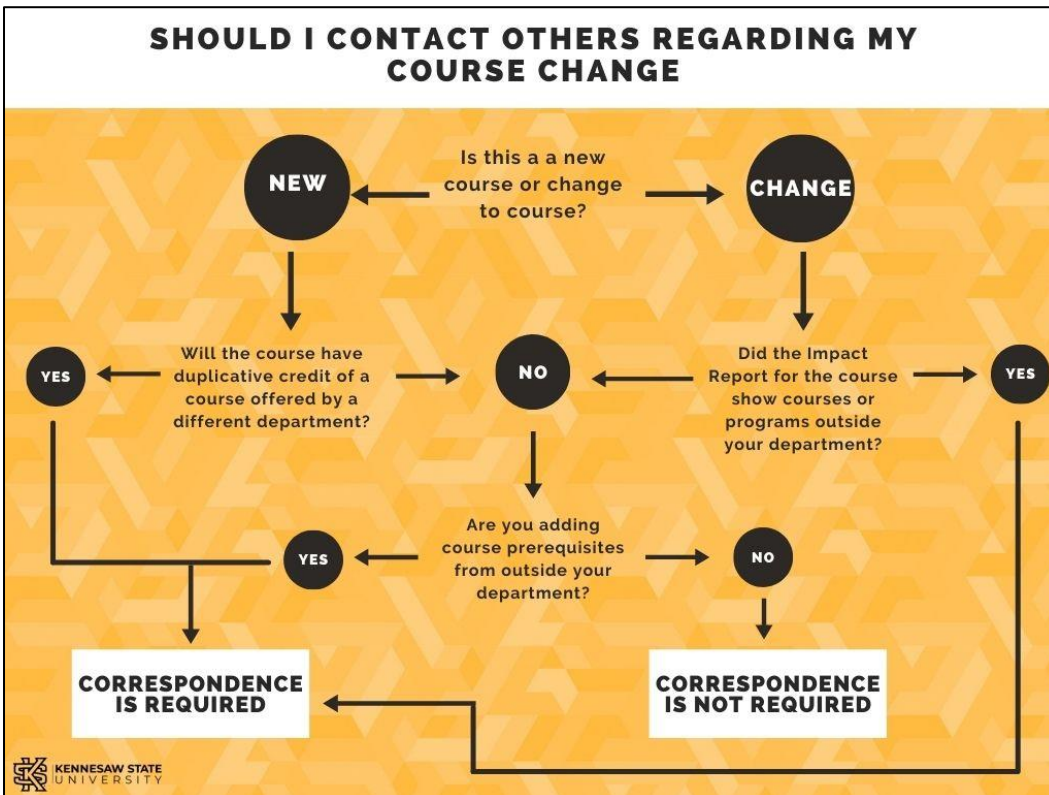 SHOULD I CONTACT OTHERS REGARDING MY
COURSE CHANGE
Is this a a new
course or change
to course?
NEW
CHANGE
YES
Will the course have
duplicative credit of a
course offered by a
different department?
NO
Did the Impact
Report for the course
show courses or
programs outside
your department?
YES
YES
Are you adding
course prerequisites
from outside your
department?
NO
CORRESPONDENCE
IS REQUIRED
CORRESPONDENCE
IS NOT REQUIRED
KENNESAW STATE
UNIVERSITY